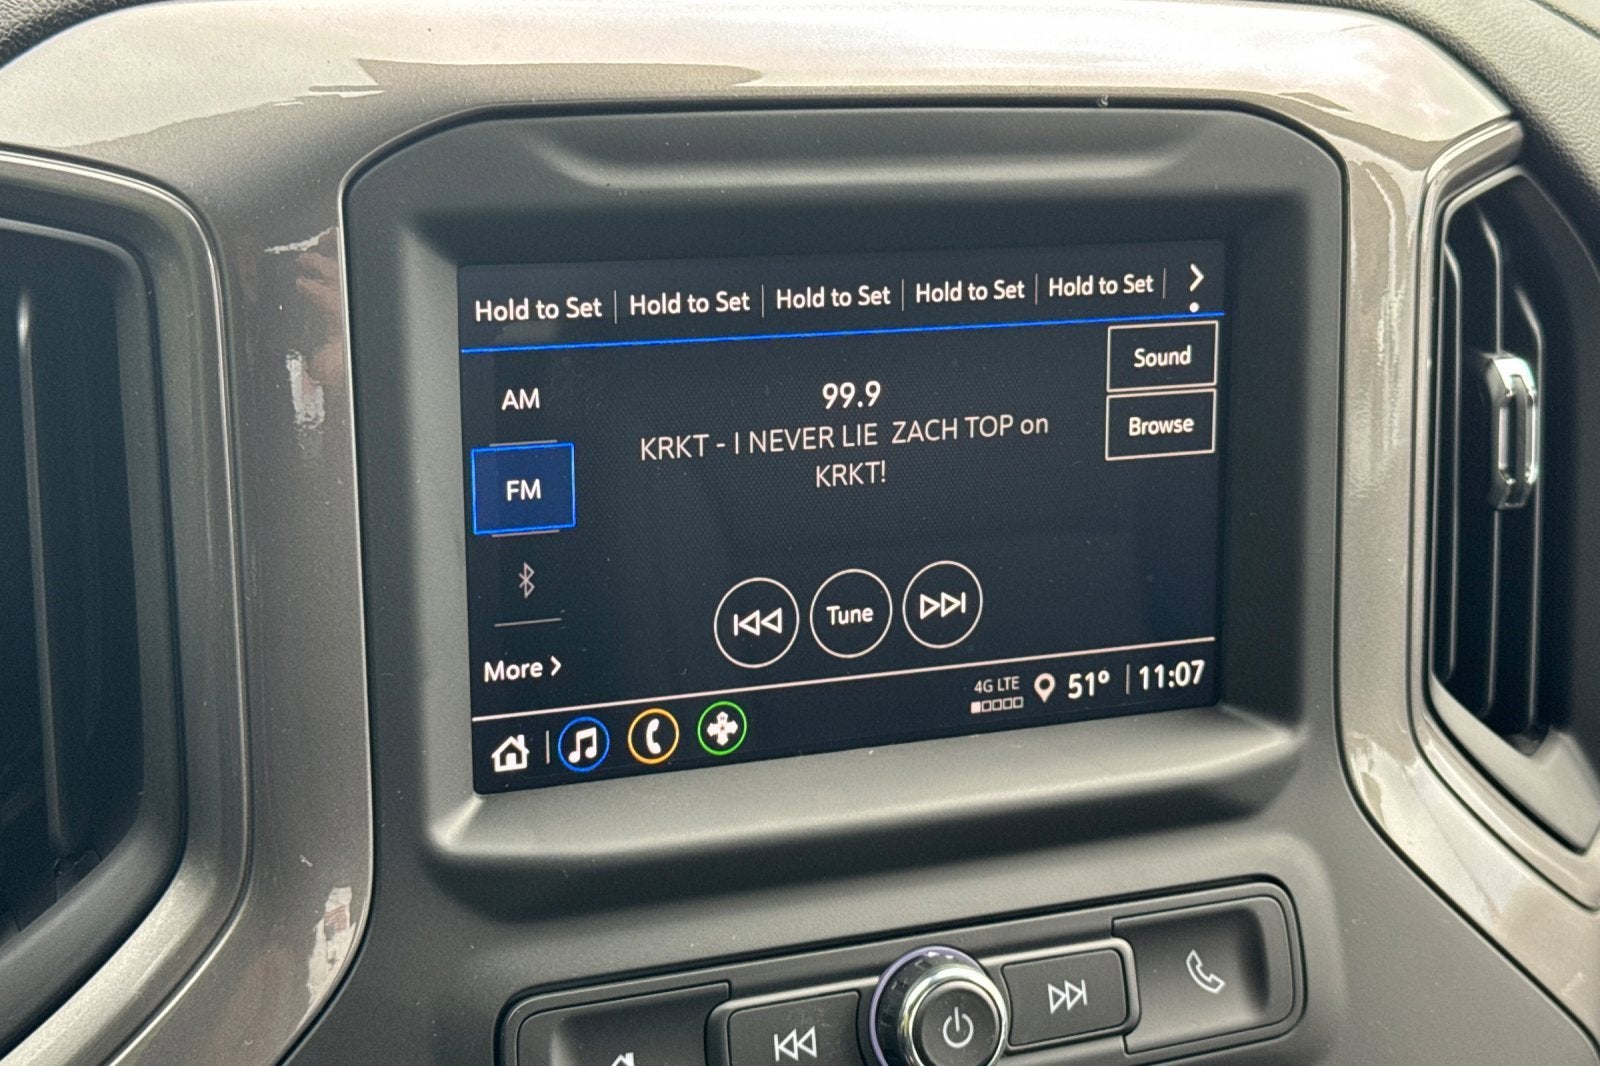 Hold to Set Hold to Set Hold to Set Hold to Set Hold to Set
Sound
AM
99.9
Browse
KRKT - I NEVER LIE ZACH TOP on
KRKT!
FM
Tune
More
4G LTE
51° 11:07